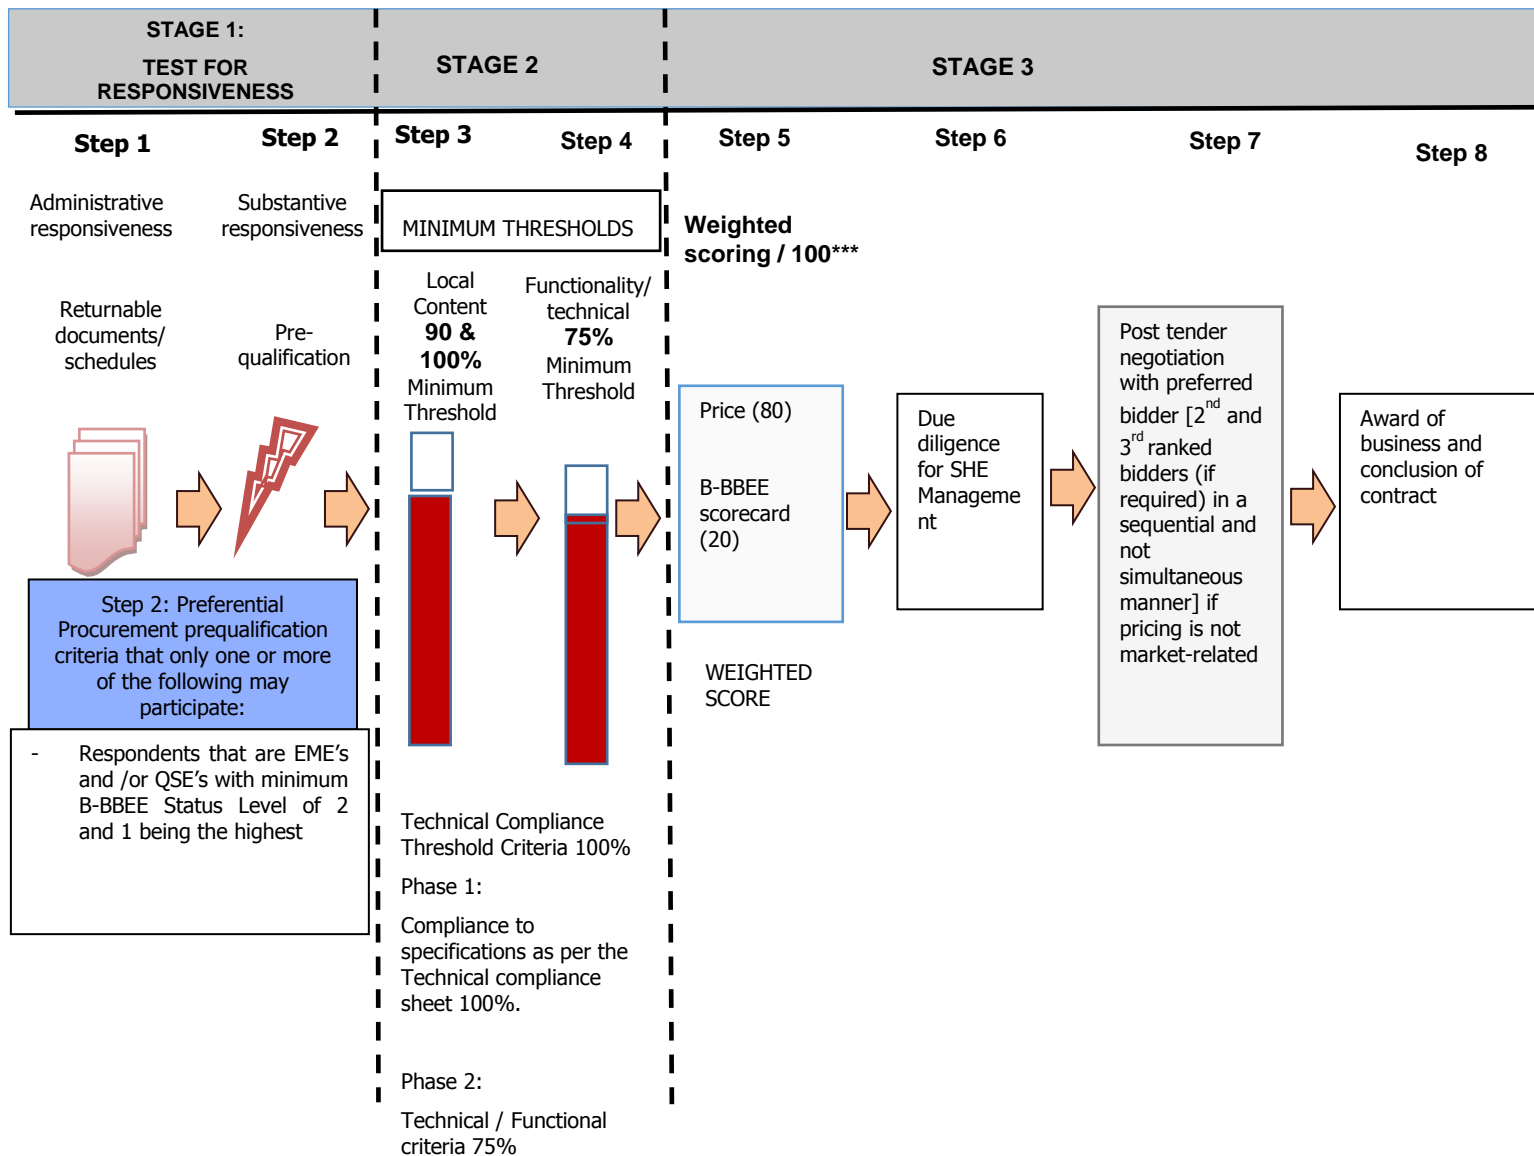 STAGE 1:
TEST FOR
RESPONSIVENESS
STAGE 2
STAGE 3
Step 1
Step 2
Step 3
Step 4
Step 5
Step 6
Step 7
Step 8
Administrative
responsiveness
Substantive
responsiveness
MINIMUM THRESHOLDS
Weighted
scoring / 100***
Returnable
documents/
schedules
Pre-
qualification
Local
Content
90 &
100%
Minimum
Threshold
Functionality/
technical
75%
Minimum
Threshold
Price (80)
B-BBEE
scorecard
(20)
WEIGHTED
SCORE
Due
diligence
for SHE
Manageme
nt
Post tender
negotiation
with preferred
bidder [2nd and
3rd ranked
bidders (if
required) in a
sequential and
not
simultaneous
manner] if
pricing is not
market-related
Award of
business and
conclusion of
contract
Step 2: Preferential
Procurement prequalification
criteria that only one or more
of the following may
participate:
- Respondents that are EME's
and /or QSE's with minimum
B-BBEE Status Level of 2
and 1 being the highest
Technical Compliance
Threshold Criteria 100%
Phase 1:
Compliance to
specifications as per the
Technical compliance
sheet 100%.
Phase 2:
Technical / Functional
criteria 75%